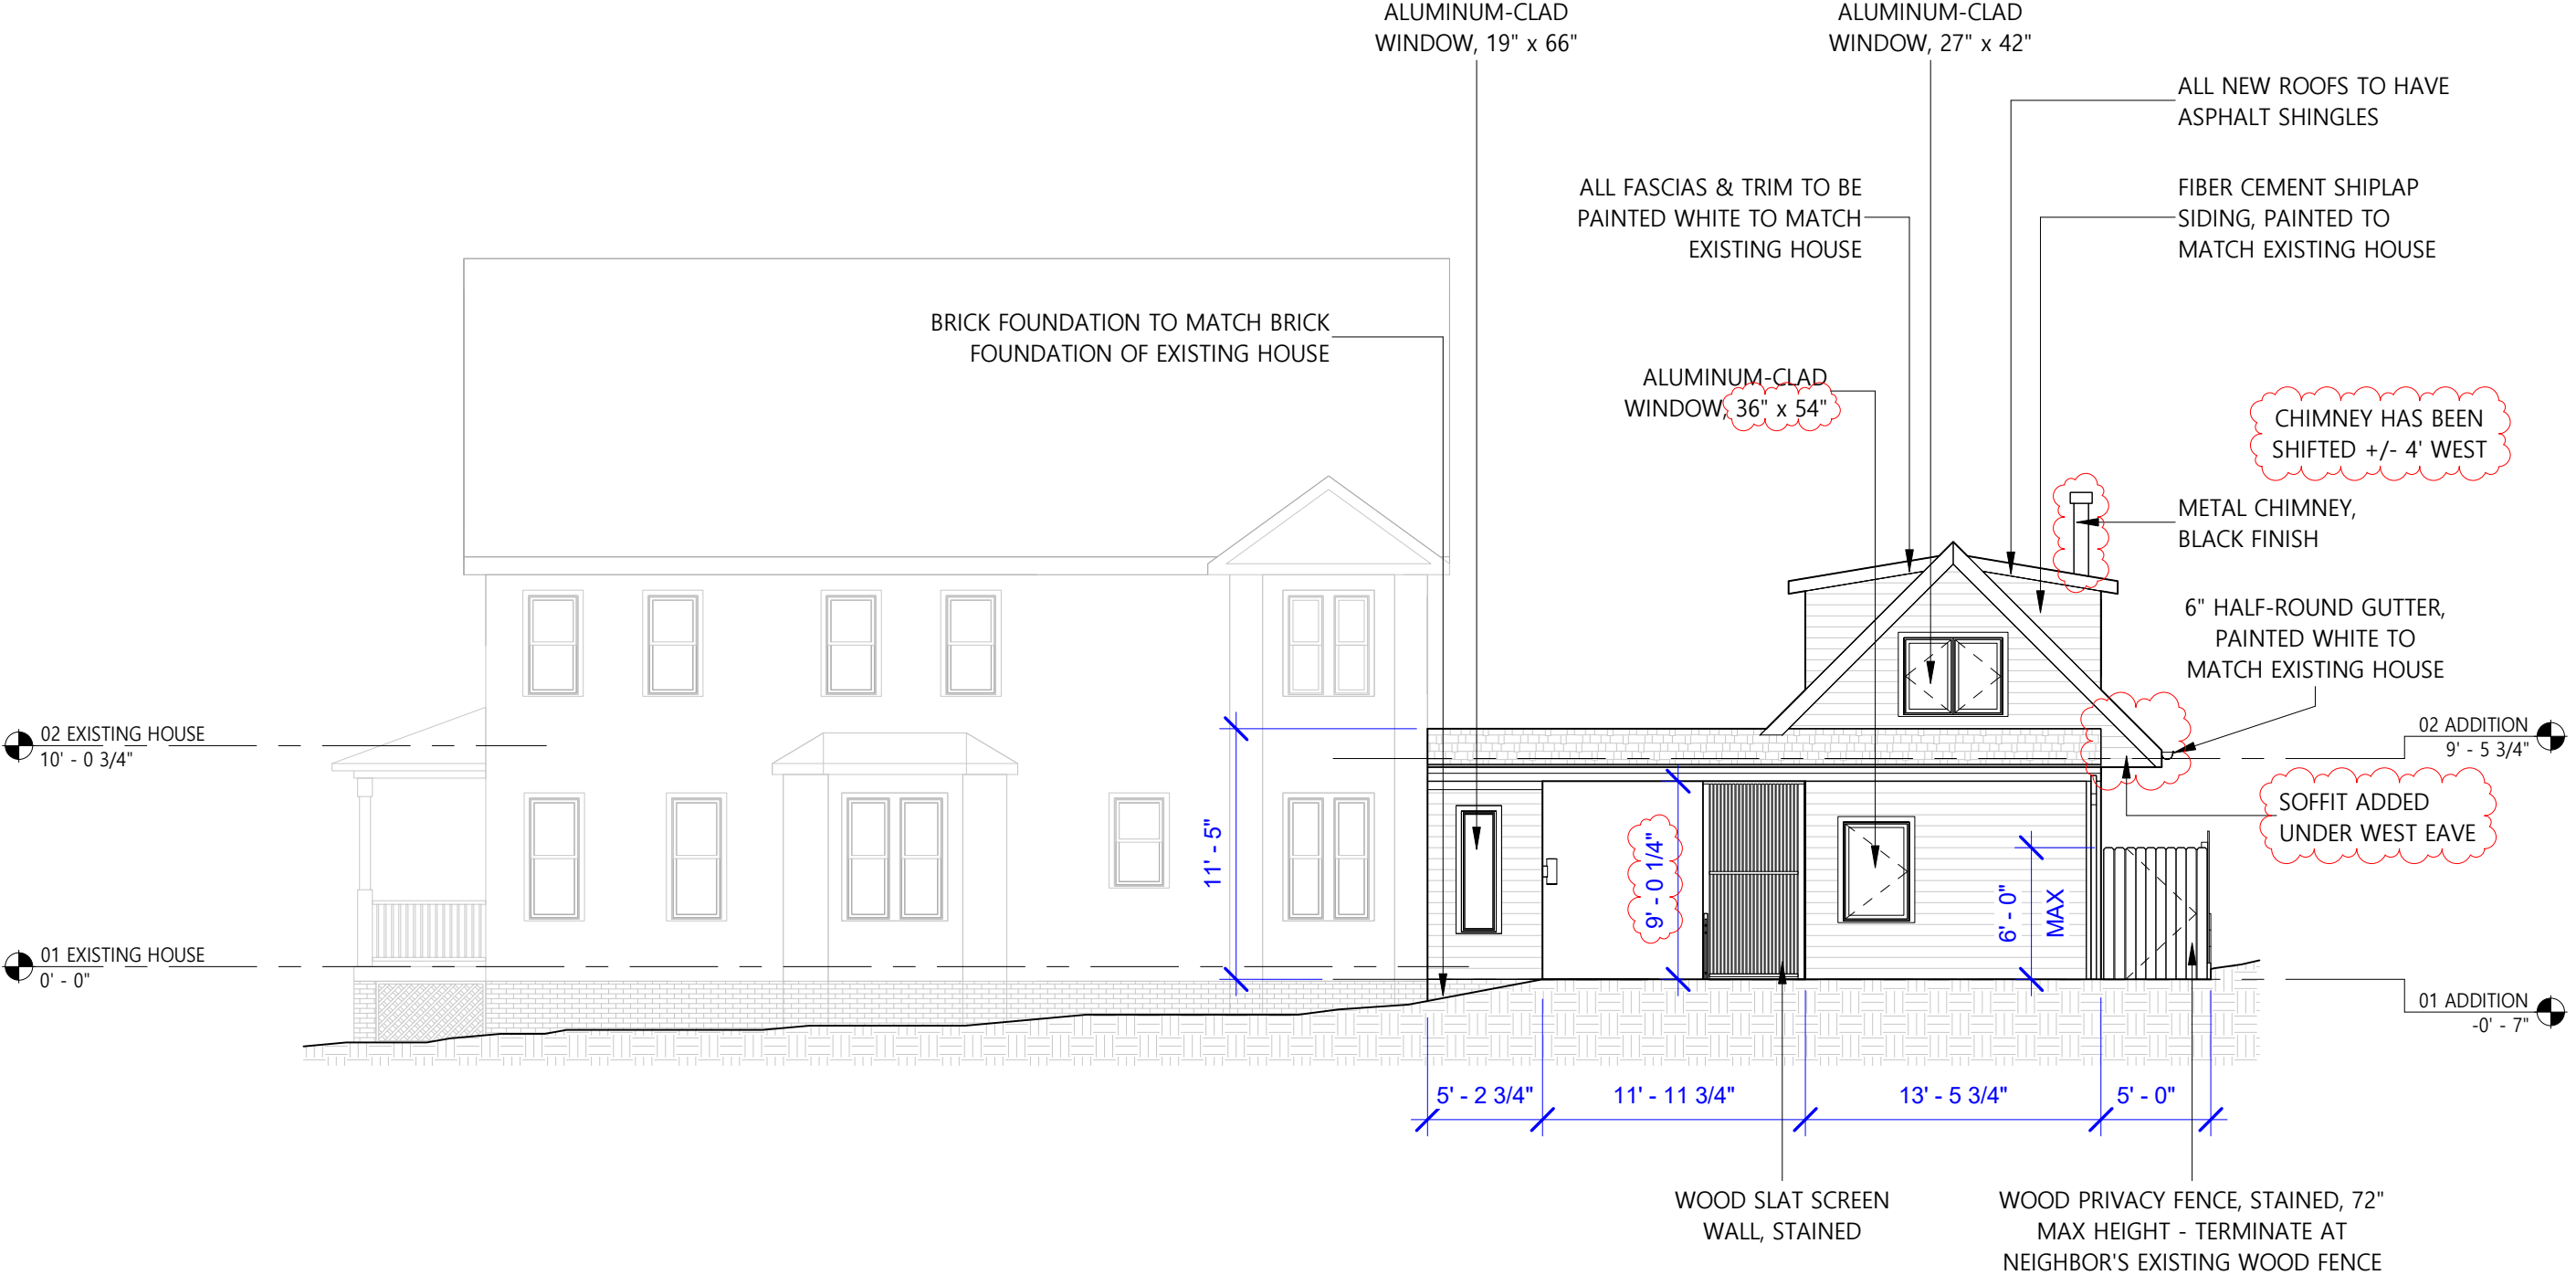 ALUMINUM-CLAD
WINDOW, 19" x 66"
ALUMINUM-CLAD
WINDOW, 27" x 42"
ALL NEW ROOFS TO HAVE
ASPHALT SHINGLES
ALL FASCIAS & TRIM TO BE
PAINTED WHITE TO MATCH
EXISTING HOUSE
FIBER CEMENT SHIPLAP
SIDING, PAINTED TO
MATCH EXISTING HOUSE
BRICK FOUNDATION TO MATCH BRICK
FOUNDATION OF EXISTING HOUSE
ALUMINUM-CLAD
WINDOW, 36" x 54"
CHIMNEY HAS BEEN
SHIFTED +/- 4' WEST
METAL CHIMNEY,
BLACK FINISH
6" HALF-ROUND GUTTER,
PAINTED WHITE TO
MATCH EXISTING HOUSE
02 EXISTING HOUSE
10' - 0 3/4"
02 ADDITION
9' - 5 3/4"
SOFFIT ADDED
UNDER WEST EAVE
11' - 5"
9' - 0 1/4"
6' - 0"
MAX
01 EXISTING HOUSE
0' - 0"
01 ADDITION
-0' - 7"
5' - 2 3/4"
11' - 11 3/4"
13' - 5 3/4"
5' - 0"
WOOD SLAT SCREEN
WALL, STAINED
WOOD PRIVACY FENCE, STAINED, 72"
MAX HEIGHT - TERMINATE AT
NEIGHBOR'S EXISTING WOOD FENCE